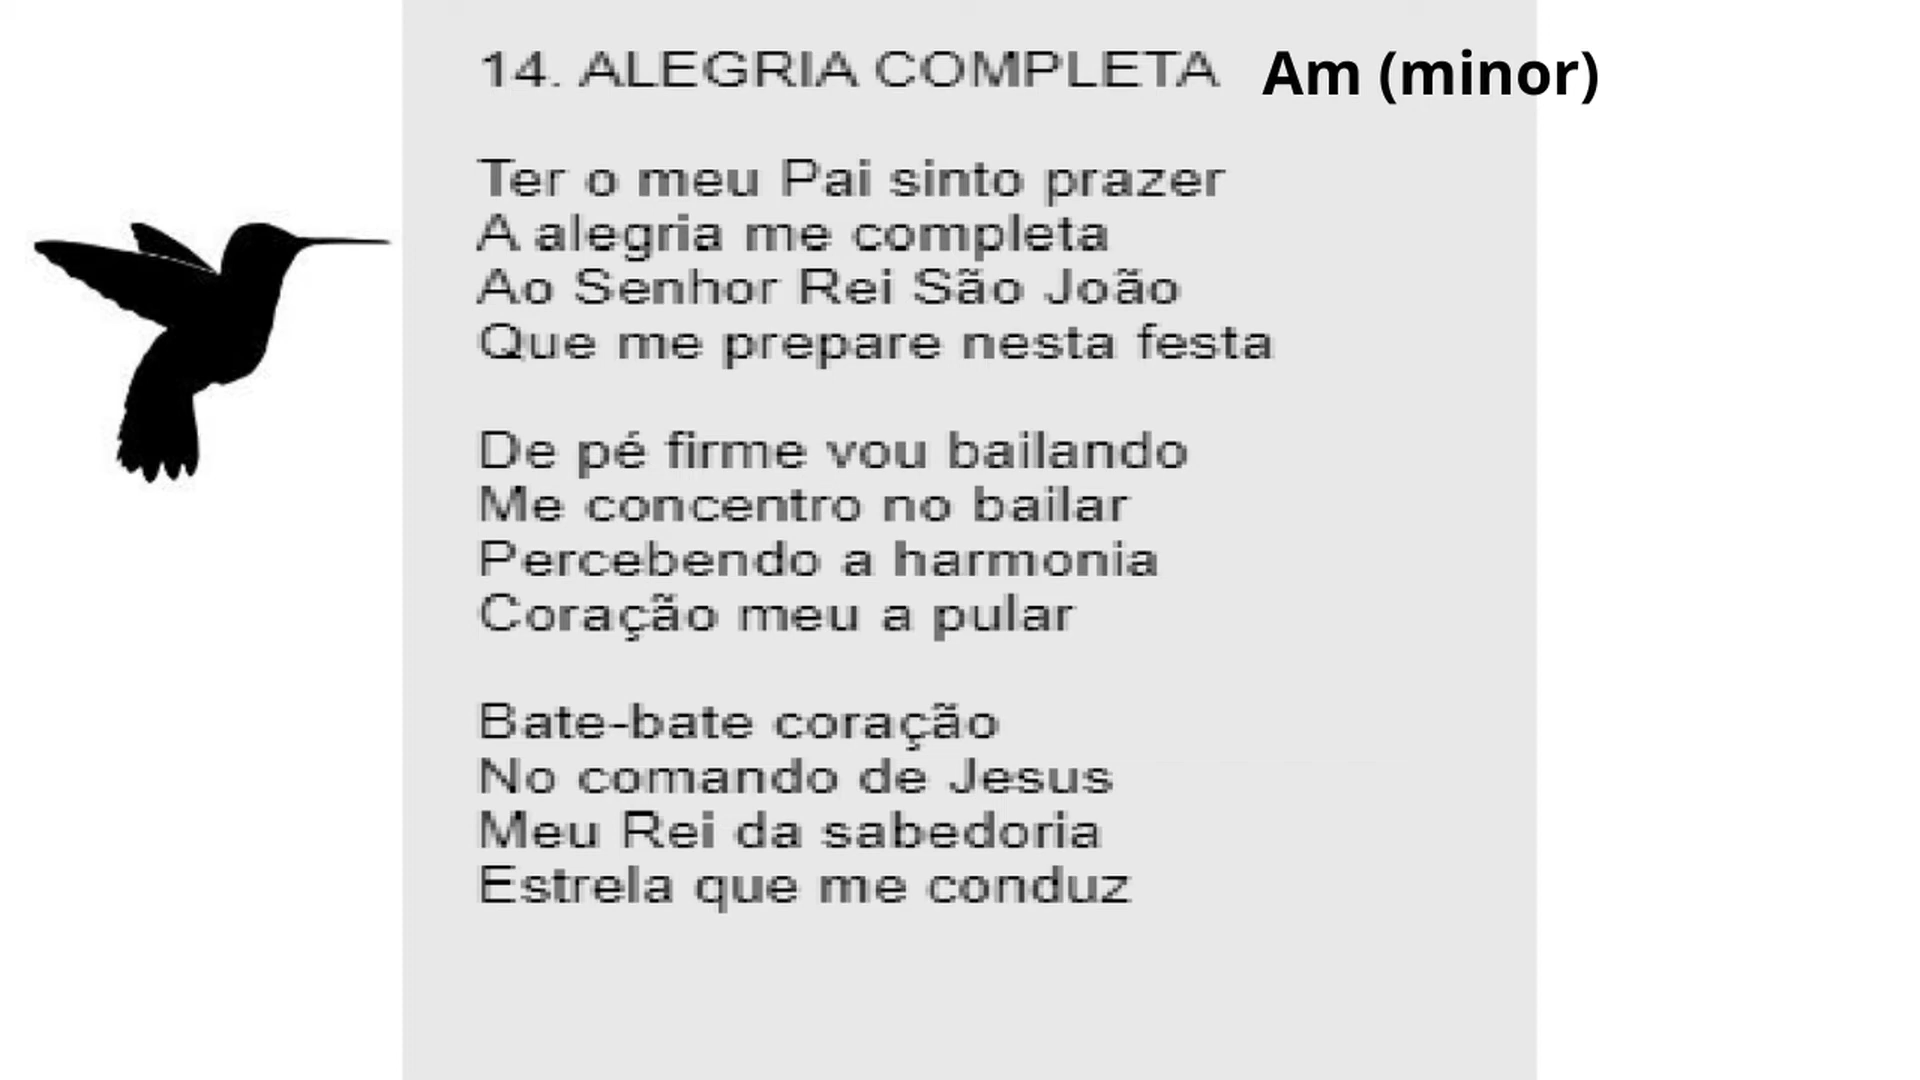 14. ALEGRIA COMPLETA Am (minor)
Ter o meu Pai sinto prazer
A alegria me completa
Ao Senhor Rei São João
Que me prepare nesta festa
De pé firme vou bailando
Me concentro no bailar
Percebendo a harmonia
Coração meu a pular
Bate-bate coração
No comando de Jesus
Meu Rei da sabedoria
Estrela que me conduz